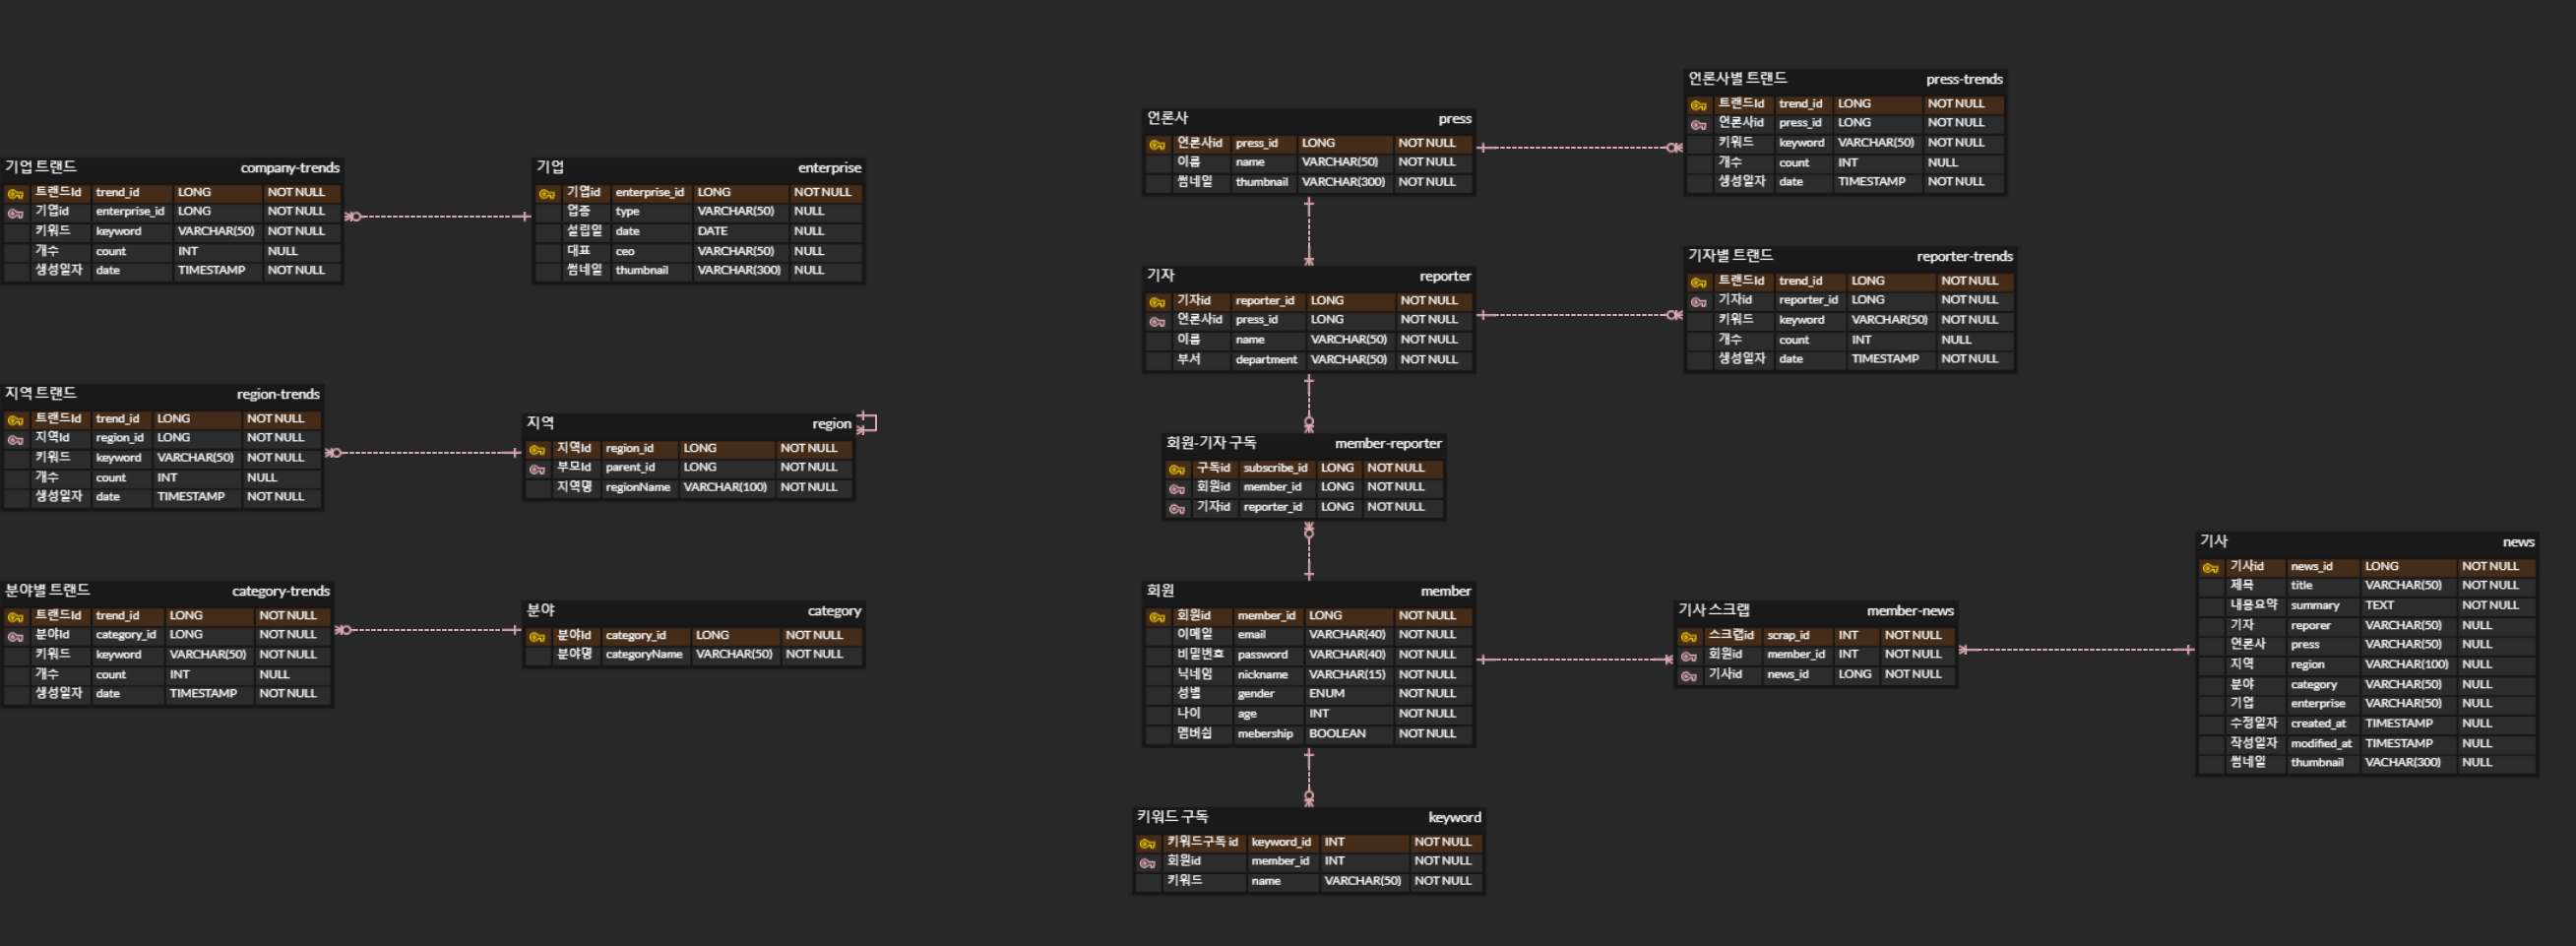 기업 트랜드 company-trends
트랜드Id trend_id LONG NOT NULL
기엽id enterprise_id LONG NOT NULL
키워드 keyword VARCHAR(50) NOT NULL
개수 count INT NULL
생성일자 date TIMESTAMP NOT NULL
기업 enterprise
기엽id enterprise_id LONG NOT NULL
업종 type VARCHAR(50) NULL
설립일 date DATE NULL
대표 ceo VARCHAR(50) NULL
썸네일 thumbnail VARCHAR(300) NULL
지역 트랜드 region-trends
트랜드Id trend_id LONG NOT NULL
지역Id region_id LONG NOT NULL
키워드 keyword VARCHAR(50) NOT NULL
개수 count INT NULL
생성일자 date TIMESTAMP NOT NULL
지역 region
지역Id region_id LONG NOT NULL
부모Id parent_id LONG NOT NULL
지역명 regionName VARCHAR(100) NOT NULL
분야별 트랜드 category-trends
트랜드Id trend_id LONG NOT NULL
분야Id category_id LONG NOT NULL
키워드 keyword VARCHAR(50) NOT NULL
개수 count INT NULL
생성일자 date TIMESTAMP NOT NULL
분야 category
분야Id category_id LONG NOT NULL
분야명 categoryName VARCHAR(50) NOT NULL
언론사 press
언론사id press_id LONG NOT NULL
이름 name VARCHAR(50) NOT NULL
썸네일 thumbnail VARCHAR(300) NOT NULL
언론사별 트랜드 press-trends
트랜드Id trend_id LONG NOT NULL
언론사id press_id LONG NOT NULL
키워드 keyword VARCHAR(50) NOT NULL
개수 count INT NULL
생성일자 date TIMESTAMP NOT NULL
기자 reporter
기자id reporter_id LONG NOT NULL
언론사id press_id LONG NOT NULL
이름 name VARCHAR(50) NOT NULL
부서 department VARCHAR(50) NOT NULL
기자별 트랜드 reporter-trends
트랜드Id trend_id LONG NOT NULL
기자id reporter_id LONG NOT NULL
키워드 keyword VARCHAR(50) NOT NULL
개수 count INT NULL
생성일자 date TIMESTAMP NOT NULL
회원-기자 구독 member-reporter
구독id subscribe_id LONG NOT NULL
회원id member_id LONG NOT NULL
기자id reporter_id LONG NOT NULL
회원 member
회원id member_id LONG NOT NULL
이메일 email VARCHAR(40) NOT NULL
비밀번호 password VARCHAR(40) NOT NULL
닉네임 nickname VARCHAR(15) NOT NULL
성별 gender ENUM NOT NULL
나이 age INT NOT NULL
멤버쉽 mebership BOOLEAN NOT NULL
기사 스크랩 member-news
스크랩id scrap_id INT NOT NULL
회원id member_id INT NOT NULL
기사id news_id LONG NOT NULL
기사 news
기사id news_id LONG NOT NULL
제목 title VARCHAR(50) NOT NULL
내용요약 summary TEXT NOT NULL
기자 reporer VARCHAR(50) NULL
언론사 press VARCHAR(50) NULL
지역 region VARCHAR(100) NULL
분야 category VARCHAR(50) NULL
기업 enterprise VARCHAR(50) NULL
수정일자 created_at TIMESTAMP NULL
작성일자 modified_at TIMESTAMP NULL
썸네일 thumbnail VACHAR(300) NULL
키워드 구독 keyword
키워드구독 id keyword_id INT NOT NULL
회원id member_id INT NOT NULL
키워드 name VARCHAR(50) NOT NULL